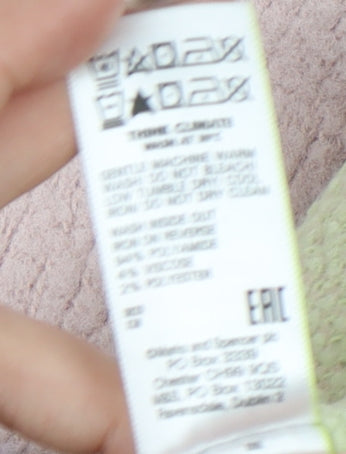 THINK CLIMATE
WASH AT 30°C
GENTLE MACHINE WARM
WASH DO NOT BLEACH
LOW TUMBLE DRY COOL
IRON DO NOT DRY CLEAN
WASH INSIDE OUT
IRON ON REVERSE
POLYAMIDE
4% VISCOSE
2% POLYESTER
EAC
Marks and Spencer plc
PO Box 3339
Chester CH99 9QS
M&S, PO Box
Dublin 2